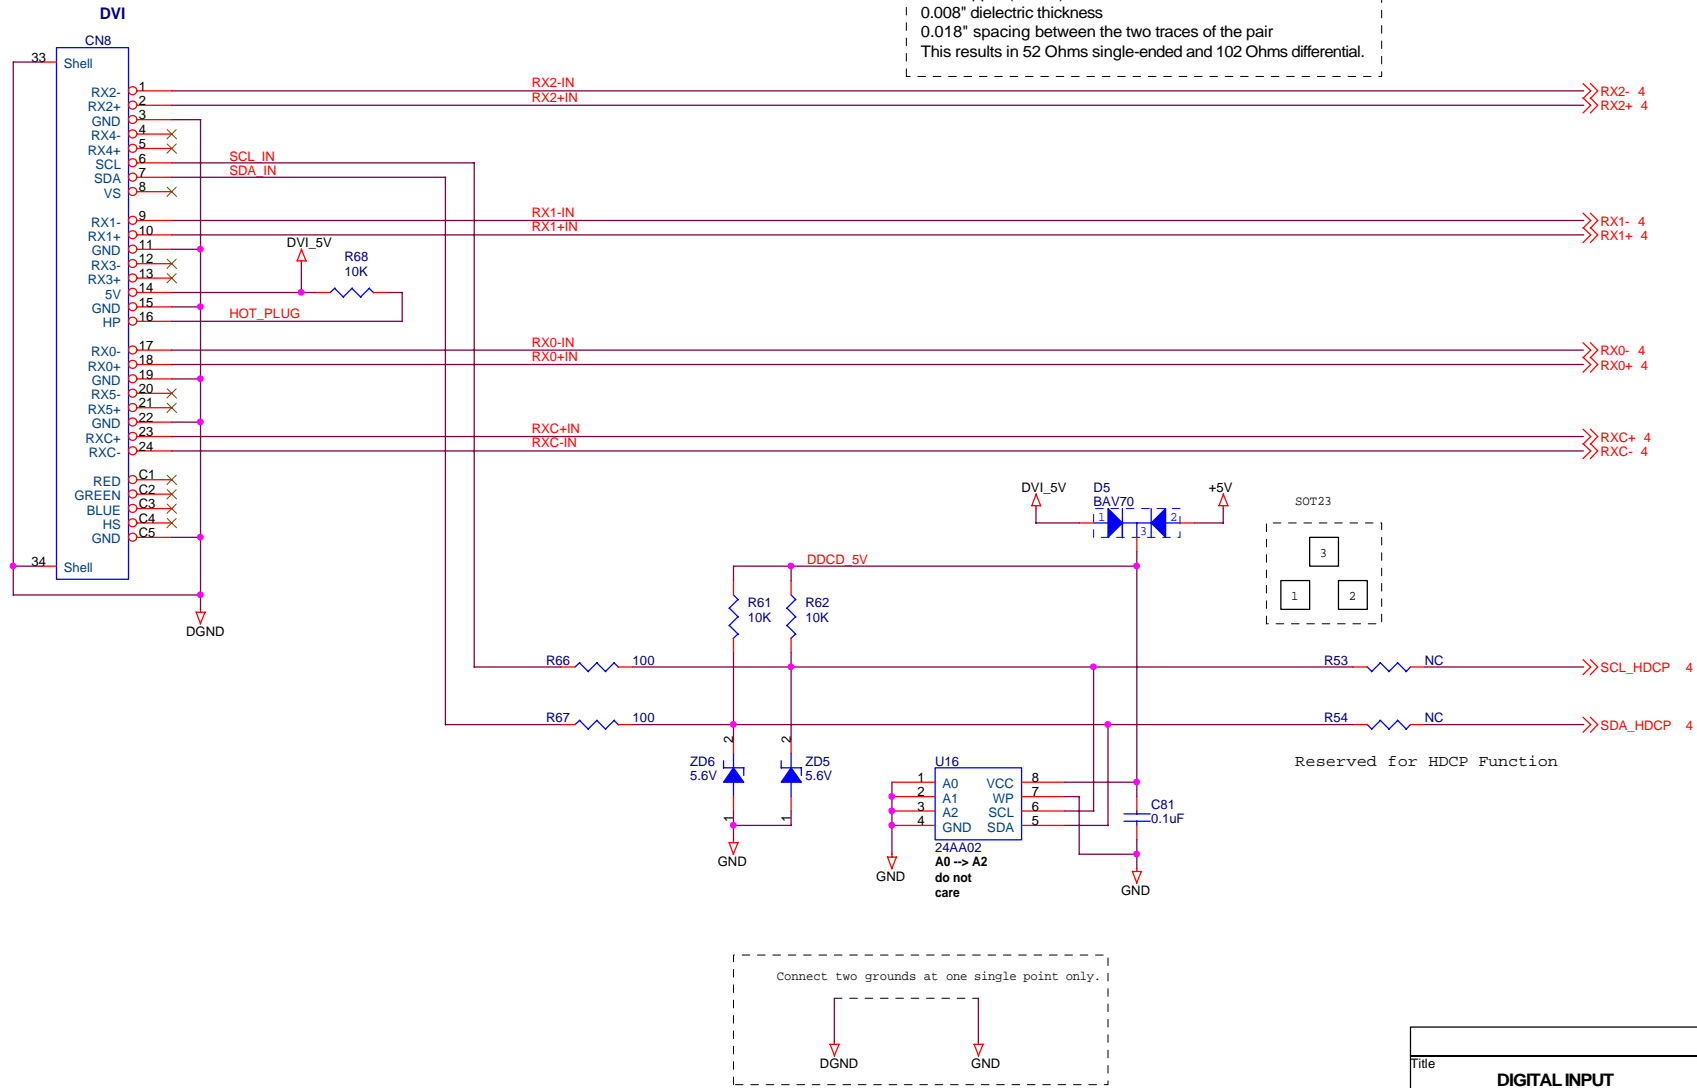 DVI
CN8
0.008" dielectric thickness
0.018" spacing between the two traces of the pair
This results in 52 Ohms single-ended and 102 Ohms differential.
33 Shell
RX2- 1 RX2-IN RX2- 4
RX2+ 2 RX2+IN RX2+ 4
GND 3
RX4- 4
RX4+ 5
SCL 6 SCL_IN
SDA 7 SDA_IN
VS 8
RX1- 9 RX1-IN RX1- 4
RX1+ 10 RX1+IN RX1+ 4
GND 11
RX3- 12
RX3+ 13
DVI_5V
R68
10K
5V 14
GND 15
HP 16 HOT_PLUG
RX0- 17 RX0-IN RX0- 4
RX0+ 18 RX0+IN RX0+ 4
GND 19
RX5- 20
RX5+ 21
GND 22
RXC+ 23 RXC+IN RXC+ 4
RXC- 24 RXC-IN RXC- 4
RED C1
GREEN C2
BLUE C3
HS C4
GND C5
34 Shell
DGND
DVI_5V
D5
BAV70
+5V
1 3 2
SOT23
3
1 2
DDCD_5V
R61
10K
R62
10K
R66 100
R53 NC
SCL_HDCP 4
R67 100
R54 NC
SDA_HDCP 4
Reserved for HDCP Function
2 2
ZD6
5.6V
ZD5
5.6V
1 1
GND
U16
1 A0 VCC 8
2 A1 WP 7
3 A2 SCL 6
4 GND SDA 5
24AA02
A0 --> A2
do not
care
GND
C81
0.1uF
GND
Connect two grounds at one single point only.
DGND GND
Title
DIGITAL INPUT